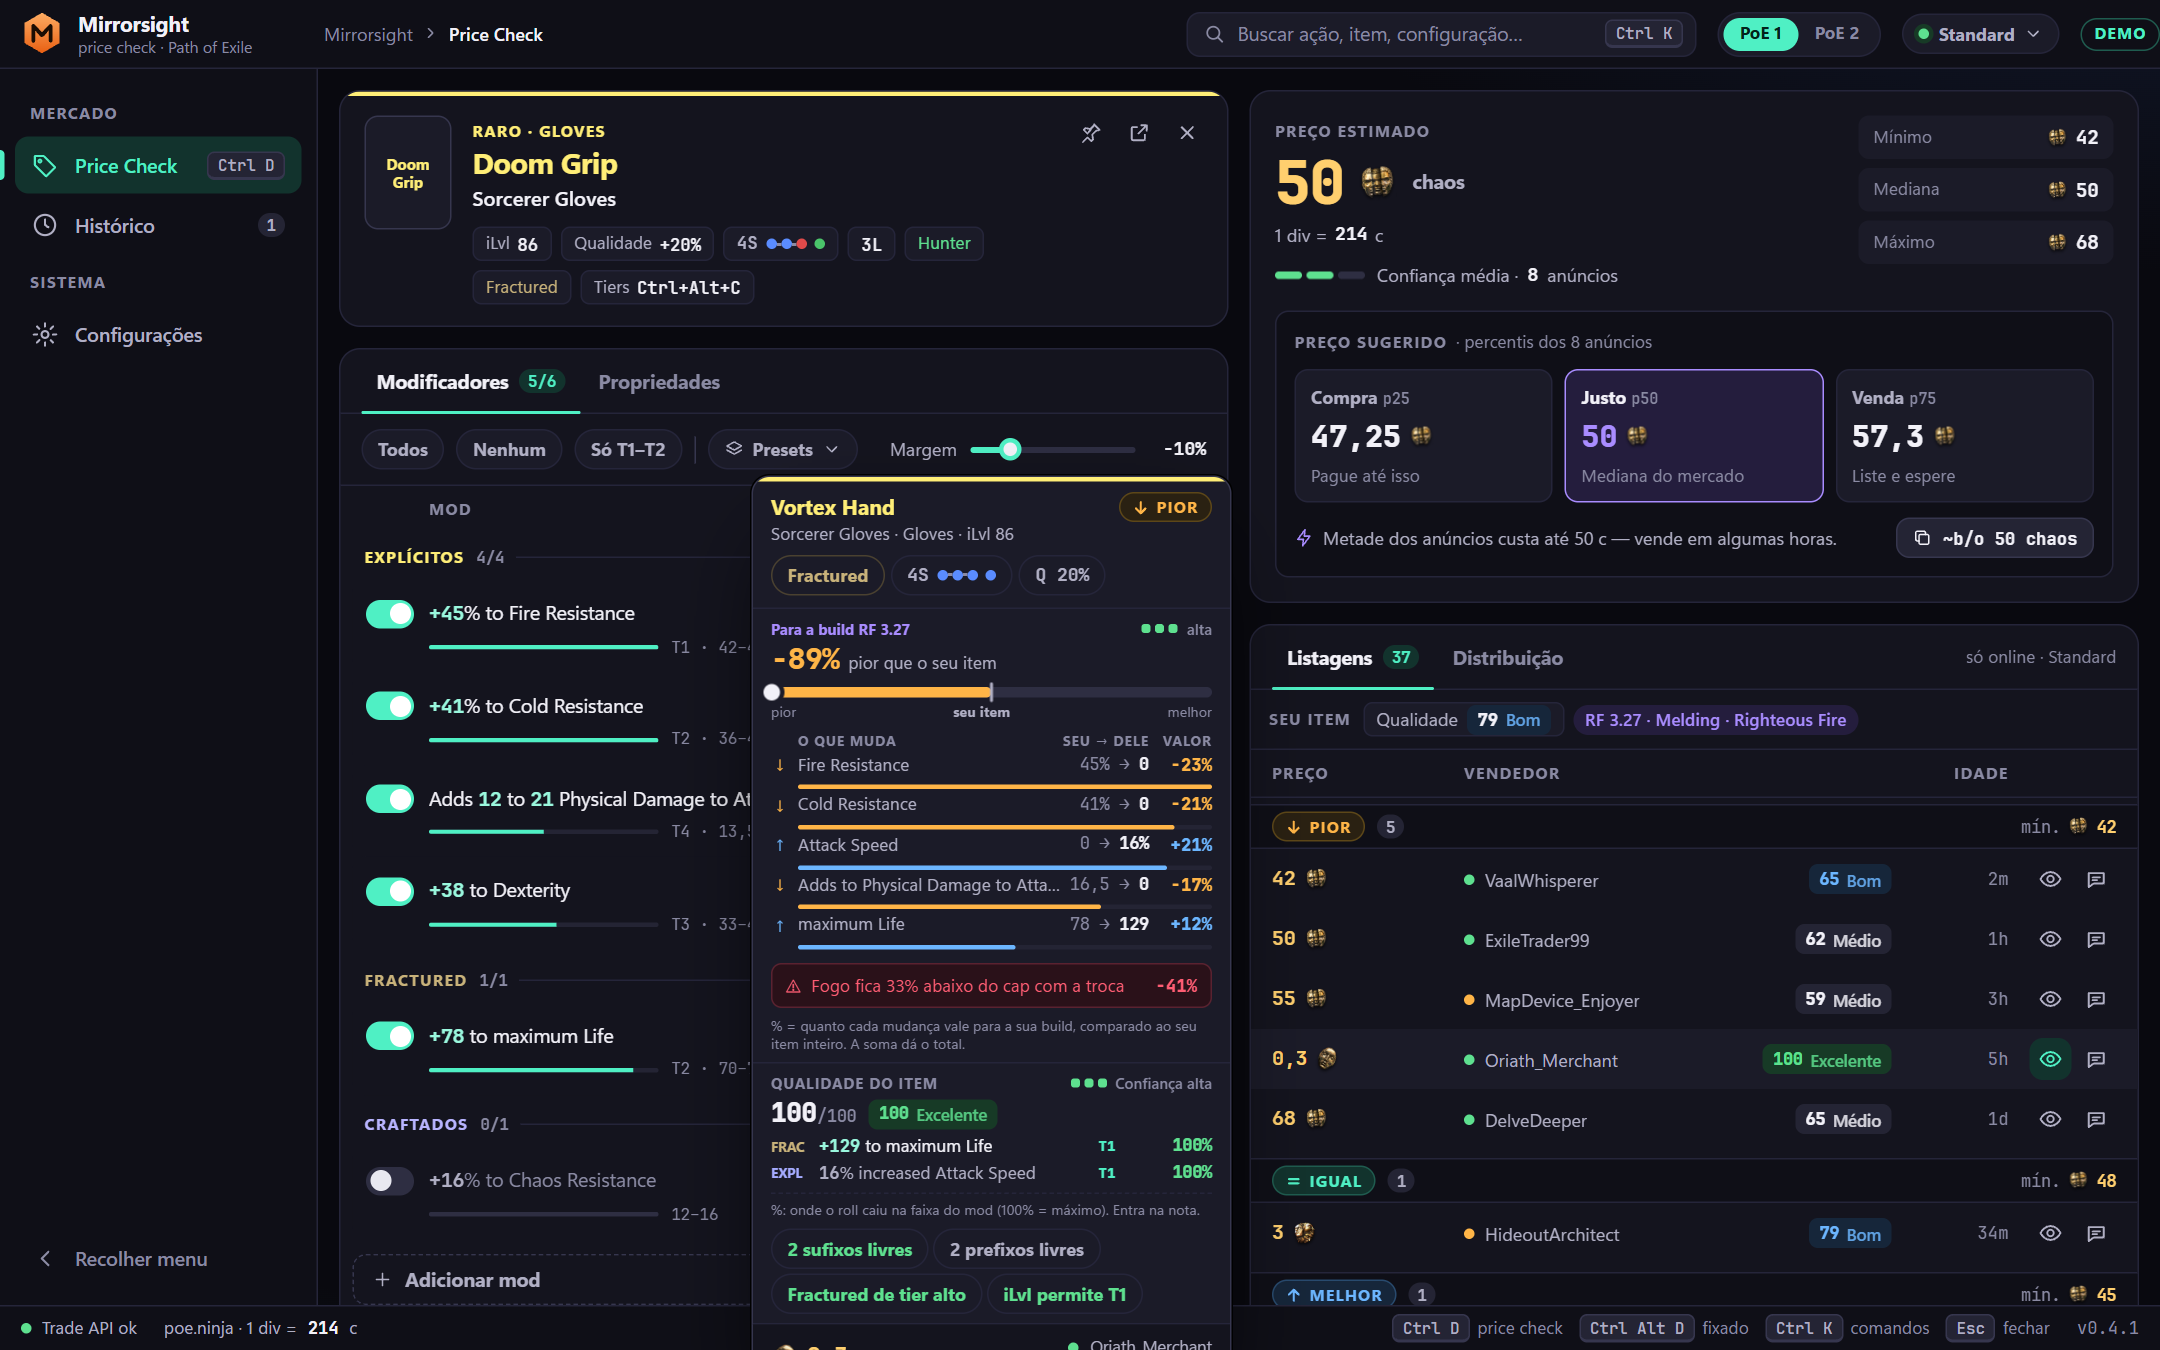 Mirrorsight
price check · Path of Exile
Mirrorsight > Price Check
Buscar ação, item, configuração... Ctrl K
PoE 1 PoE 2
Standard
DEMO
MERCADO
Price Check Ctrl D
Histórico 1
SISTEMA
Configurações
Recolher menu
Doom
Grip
RARO · GLOVES
Doom Grip
Sorcerer Gloves
iLvl 86 Qualidade +20% 4S 3L Hunter
Fractured Tiers Ctrl+Alt+C
Modificadores 5/6 Propriedades
Todos Nenhum Só T1–T2 Presets Margem -10%
MOD
EXPLÍCITOS 4/4
+45% to Fire Resistance
T1 · 42-
+41% to Cold Resistance
T2 · 36-
Adds 12 to 21 Physical Damage to At
T4 · 13,
+38 to Dexterity
T3 · 33-
FRACTURED 1/1
+78 to maximum Life
T2 · 70-
CRAFTADOS 0/1
+16% to Chaos Resistance
12–16
+ Adicionar mod
Vortex Hand ↓ PIOR
Sorcerer Gloves · Gloves · iLvl 86
Fractured 4S Q 20%
Para a build RF 3.27 alta
-89% pior que o seu item
pior seu item melhor
O QUE MUDA SEU → DELE VALOR
↓ Fire Resistance 45% → 0 -23%
↓ Cold Resistance 41% → 0 -21%
↑ Attack Speed 0 → 16% +21%
↓ Adds to Physical Damage to Atta... 16,5 → 0 -17%
↑ maximum Life 78 → 129 +12%
Fogo fica 33% abaixo do cap com a troca -41%
% = quanto cada mudança vale para a sua build, comparado ao seu
item inteiro. A soma dá o total.
QUALIDADE DO ITEM Confiança alta
100/100 100 Excelente
FRAC +129 to maximum Life T1 100%
EXPL 16% increased Attack Speed T1 100%
%: onde o roll caiu na faixa do mod (100% = máximo). Entra na nota.
2 sufixos livres 2 prefixos livres
Fractured de tier alto iLvl permite T1
Oriath_Merchant
PREÇO ESTIMADO
50 chaos
1 div = 214 c
Confiança média · 8 anúncios
Mínimo 42
Mediana 50
Máximo 68
PREÇO SUGERIDO · percentis dos 8 anúncios
Compra p25
47,25
Pague até isso
Justo p50
50
Mediana do mercado
Venda p75
57,3
Liste e espere
Metade dos anúncios custa até 50 c — vende em algumas horas. ~b/o 50 chaos
Listagens 37 Distribuição só online · Standard
SEU ITEM Qualidade 79 Bom RF 3.27 · Melding · Righteous Fire
PREÇO VENDEDOR IDADE
↓ PIOR 5 mín. 42
42 VaalWhisperer 65 Bom 2m
50 ExileTrader99 62 Médio 1h
55 MapDevice_Enjoyer 59 Médio 3h
0,3 Oriath_Merchant 100 Excelente 5h
68 DelveDeeper 65 Médio 1d
= IGUAL 1 mín. 48
3 HideoutArchitect 79 Bom 34m
↑ MELHOR 1 mín. 45
Trade API ok poe.ninja · 1 div = 214 c
Ctrl D price check Ctrl Alt D fixado Ctrl K comandos Esc fechar v0.4.1